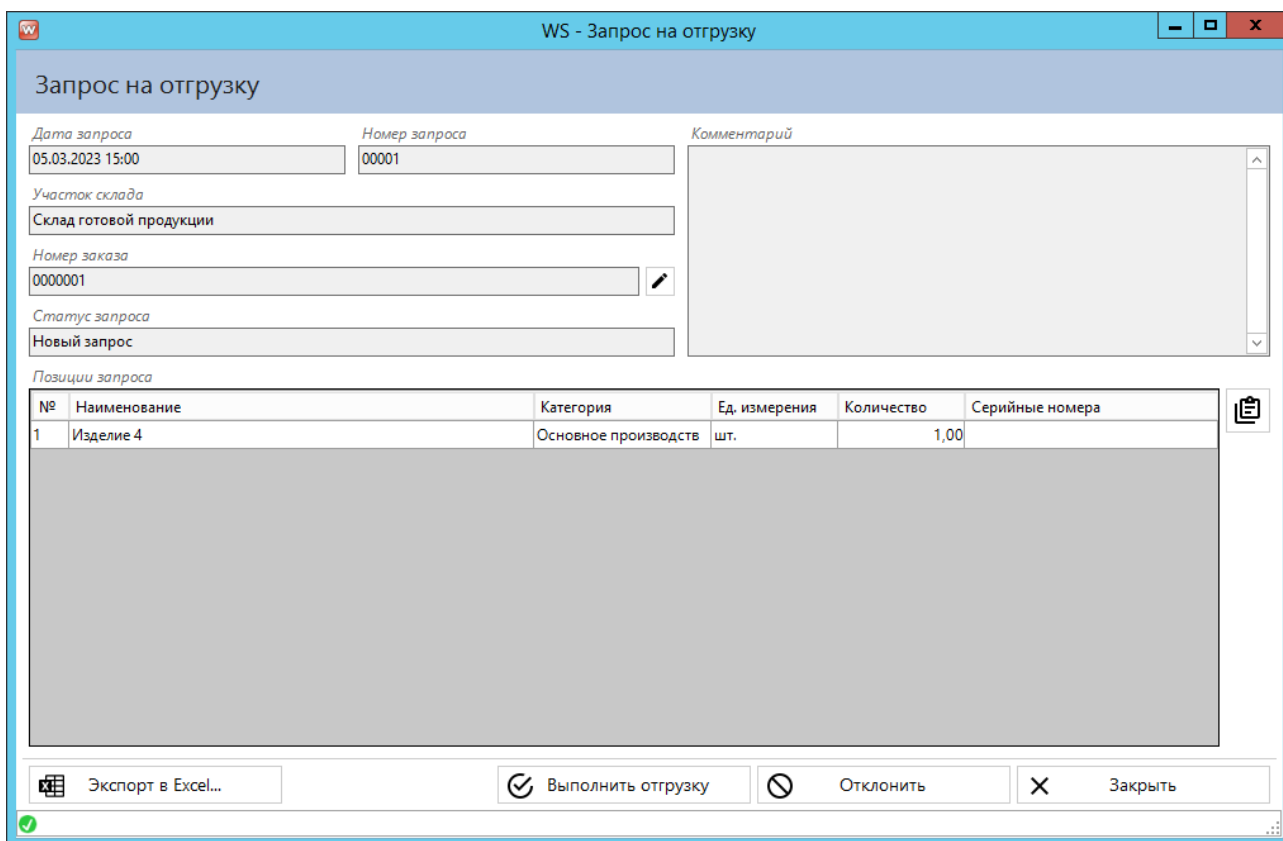 WS - Запрос на отгрузку
Запрос на отгрузку
Дата запроса Номер запроса Комментарий
05.03.2023 15:00 00001
Участок склада
Склад готовой продукции
Номер заказа
0000001
Статус запроса
Новый запрос
Позиции запроса
№ Наименование Категория Ед. измерения Количество Серийные номера
1 Изделие 4 Основное производств шт. 1,00
Экспорт в Excel... Выполнить отгрузку Отклонить Закрыть